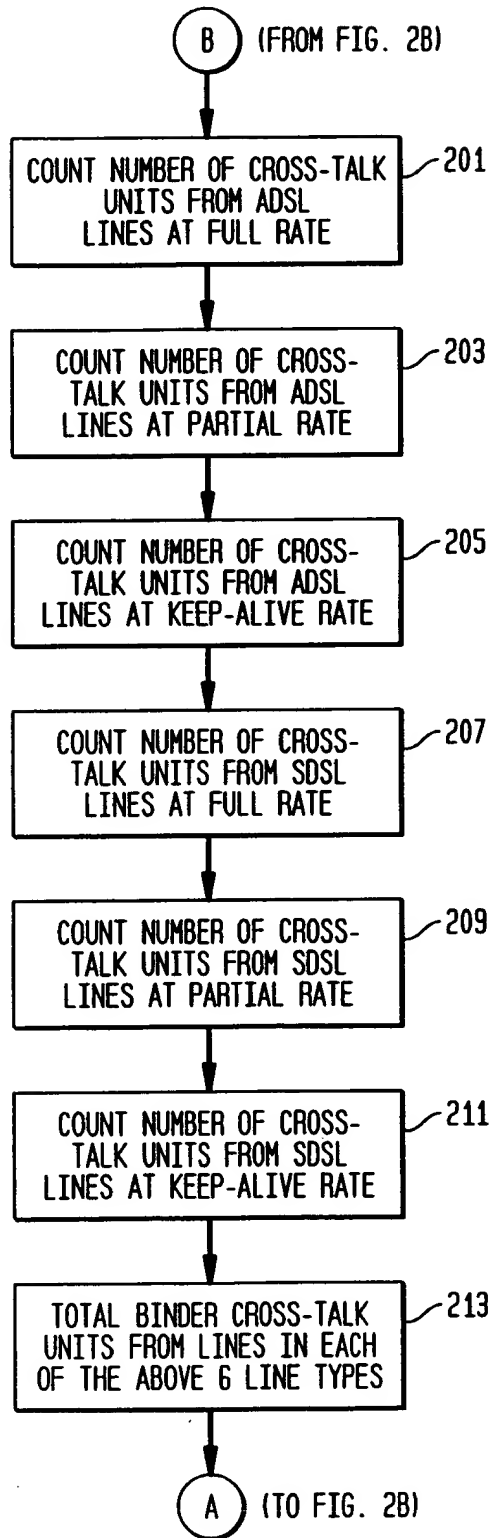 B (FROM FIG. 2B)
COUNT NUMBER OF CROSS-TALK
UNITS FROM ADSL
LINES AT FULL RATE
201
COUNT NUMBER OF CROSS-
TALK UNITS FROM ADSL
LINES AT PARTIAL RATE
203
COUNT NUMBER OF CROSS-
TALK UNITS FROM ADSL
LINES AT KEEP-ALIVE RATE
205
COUNT NUMBER OF CROSS-
TALK UNITS FROM SDSL
LINES AT FULL RATE
207
COUNT NUMBER OF CROSS-
TALK UNITS FROM SDSL
LINES AT PARTIAL RATE
209
COUNT NUMBER OF CROSS-
TALK UNITS FROM SDSL
LINES AT KEEP-ALIVE RATE
211
TOTAL BINDER CROSS-TALK
UNITS FROM LINES IN EACH
OF THE ABOVE 6 LINE TYPES
213
A (TO FIG. 2B)